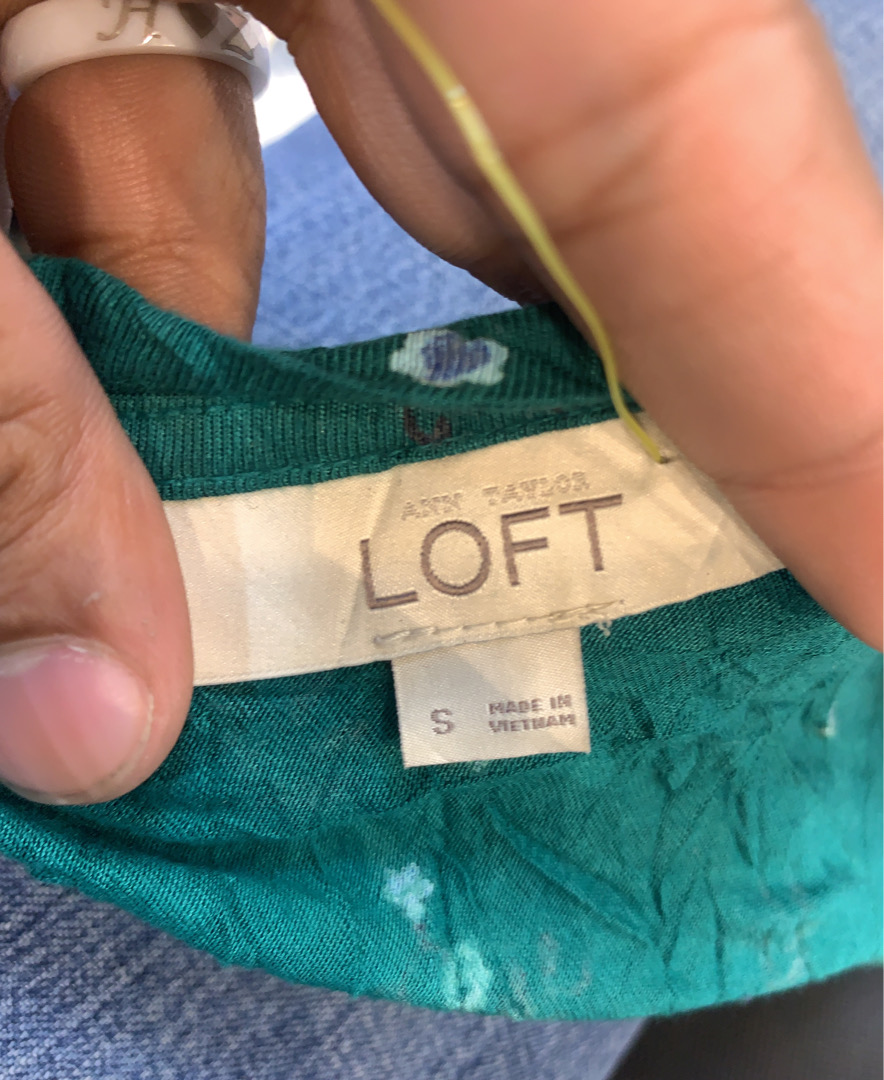 H
ANN TAYLOR
LOFT
S
MADE IN
VIETNAM